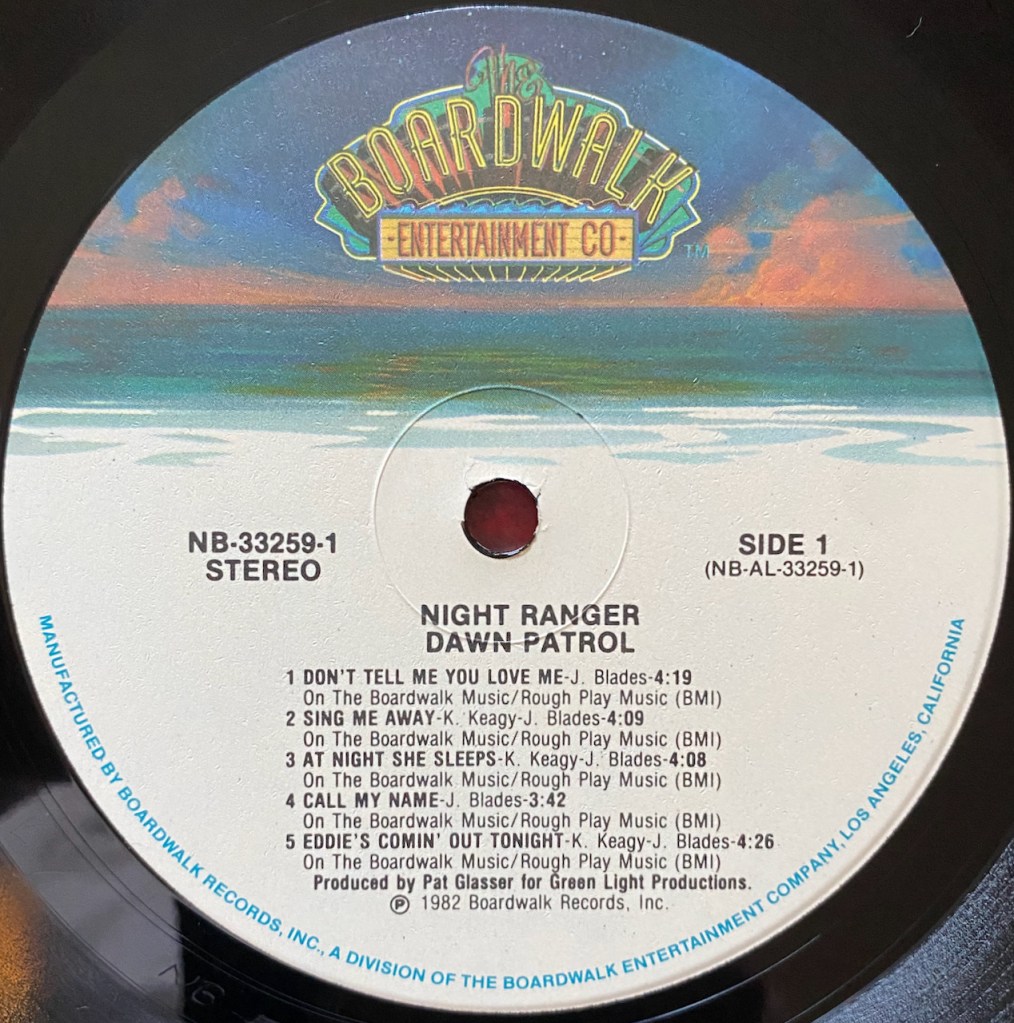 The
BOARDWALK
·ENTERTAINMENT CO·
TM
NB-33259-1
STEREO
SIDE 1
(NB-AL-33259-1)
NIGHT RANGER
DAWN PATROL
1 DON'T TELL ME YOU LOVE ME-J. Blades-4:19
On The Boardwalk Music/Rough Play Music (BMI)
2 SING ME AWAY-K. Keagy-J. Blades-4:09
On The Boardwalk Music/Rough Play Music (BMI)
3 AT NIGHT SHE SLEEPS-K. Keagy-J. Blades-4:08
On The Boardwalk Music/Rough Play Music (BMI)
4 CALL MY NAME-J. Blades-3:42
On The Boardwalk Music/Rough Play Music (BMI)
5 EDDIE'S COMIN' OUT TONIGHT-K. Keagy-J. Blades-4:26
On The Boardwalk Music/Rough Play Music (BMI)
Produced by Pat Glasser for Green Light Productions.
℗ 1982 Boardwalk Records, Inc.
MANUFACTURED BY BOARDWALK RECORDS, INC., A DIVISION OF THE BOARDWALK ENTERTAINMENT COMPANY, LOS ANGELES, CALIFORNIA